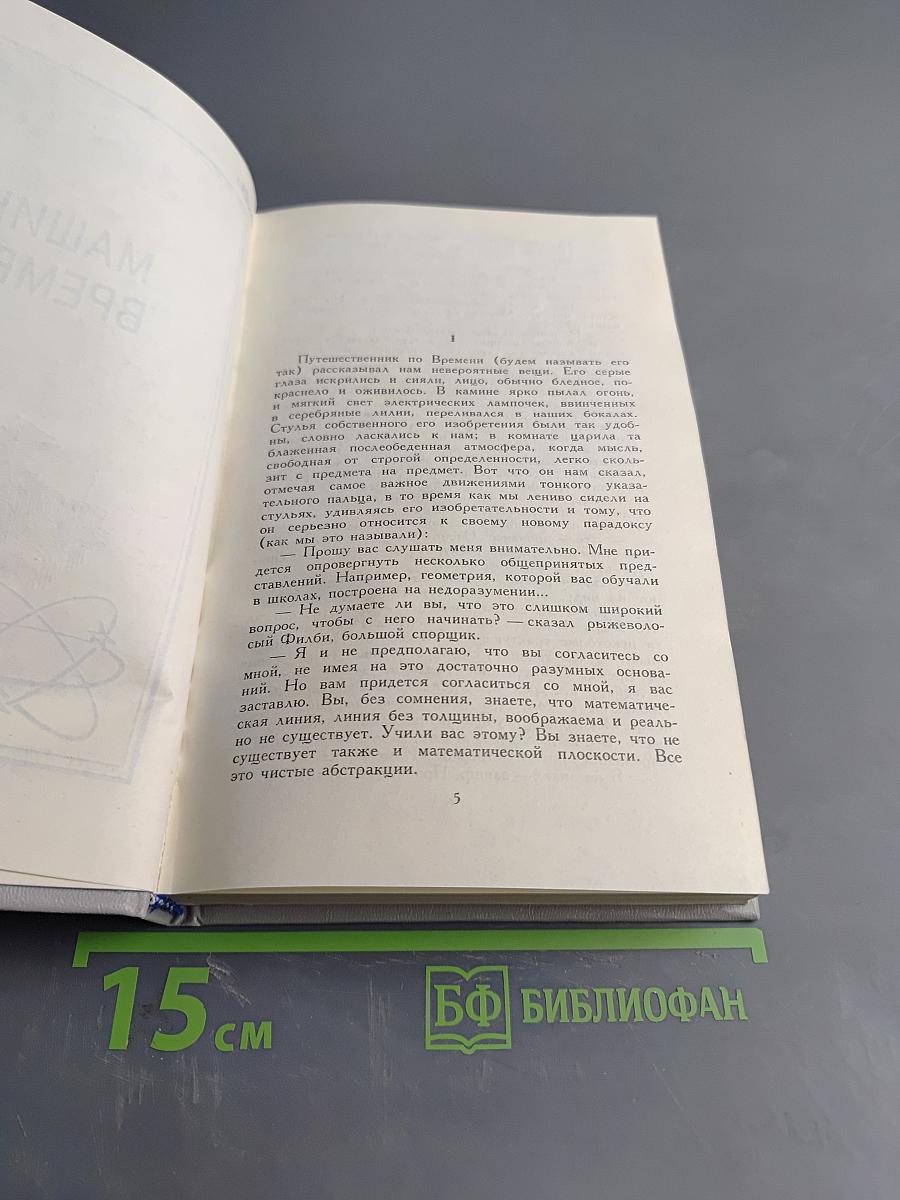 МАШИН
ВРЕМЕ
I
Путешественник по Времени (будем называть его
так) рассказывал нам невероятные вещи. Его серые
глаза искрились и сияли, лицо, обычно бледное, по-
краснело и оживилось. В камине ярко пылал огонь,
и мягкий свет электрических лампочек, ввинченных
в серебряные лилии, переливался в наших бокалах.
Стулья собственного его изобретения были так удоб-
ны, словно ласкались к нам; в комнате царила та
блаженная послеобеденная атмосфера, когда мысль,
свободная от строгой определенности, легко сколь-
зит с предмета на предмет. Вот что он нам сказал,
отмечая самое важное движениями тонкого указа-
тельного пальца, в то время как мы лениво сидели на
стульях, удивляясь его изобретательности и тому, что
он серьезно относится к своему новому парадоксу
(как мы это называли):
— Прошу вас слушать меня внимательно. Мне при-
дется опровергнуть несколько общепринятых пред-
ставлений. Например, геометрия, которой вас обучали
в школах, построена на недоразумении...
— Не думаете ли вы, что это слишком широкий
вопрос, чтобы с него начинать? — сказал рыжеволо-
сый Филби, большой спорщик.
— Я и не предполагаю, что вы согласитесь со
мной, не имея на это достаточно разумных основа-
ний. Но вам придется согласиться со мной, я вас
заставлю. Вы, без сомнения, знаете, что математиче-
ская линия, линия без толщины, воображаема и реаль-
но не существует. Учили вас этому? Вы знаете, что не
существует также и математической плоскости. Все
это чистые абстракции.
5
15 см
БФ БИБЛИОФАН